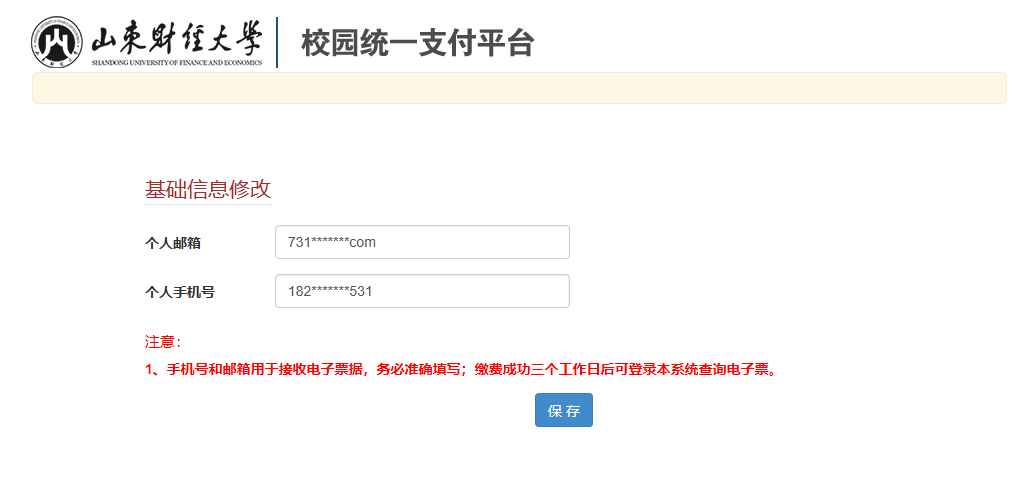 山东财经大学
SHANDONG UNIVERSITY OF FINANCE AND ECONOMICS
校园统一支付平台
基础信息修改
个人邮箱 731*******com
个人手机号 182*******531
注意：
1、手机号和邮箱用于接收电子票据，务必准确填写；缴费成功三个工作日后可登录本系统查询电子票。
保 存